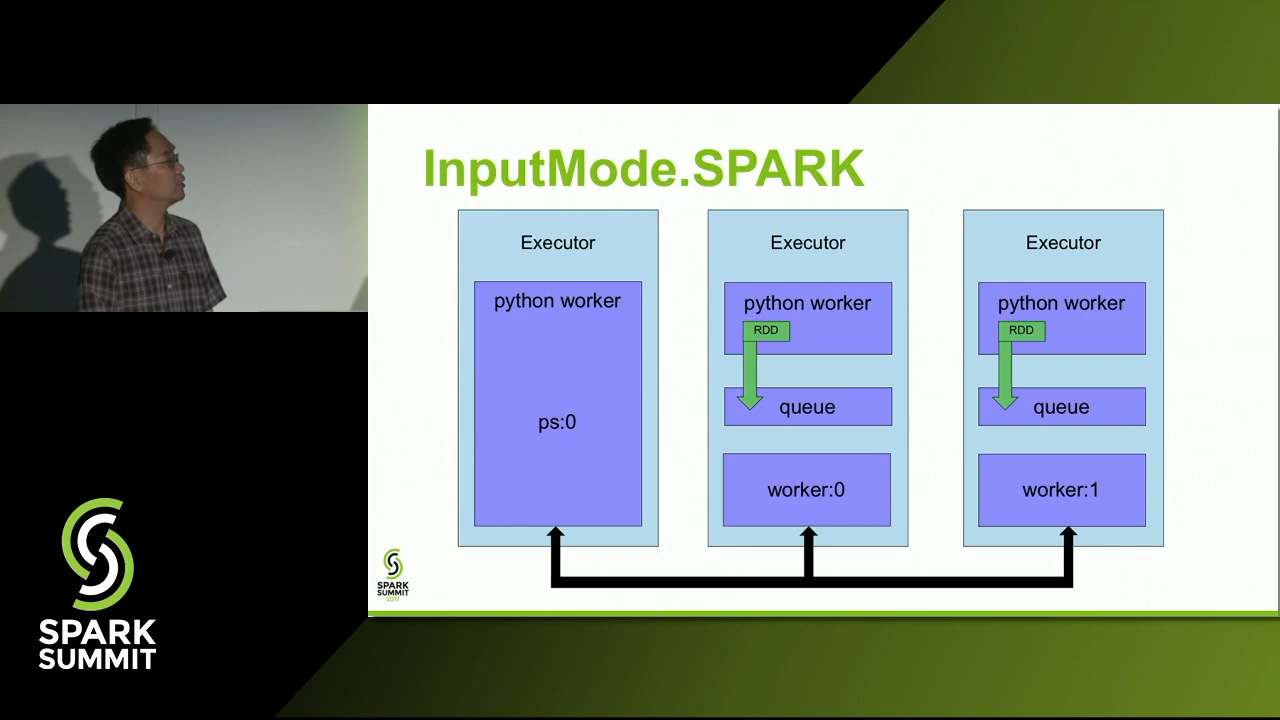 InputMode.SPARK
Executor
python worker
ps:0
Executor
python worker
RDD
queue
worker:0
Executor
python worker
RDD
queue
worker:1
SPARK
SUMMIT
2017
SPARK
SUMMIT